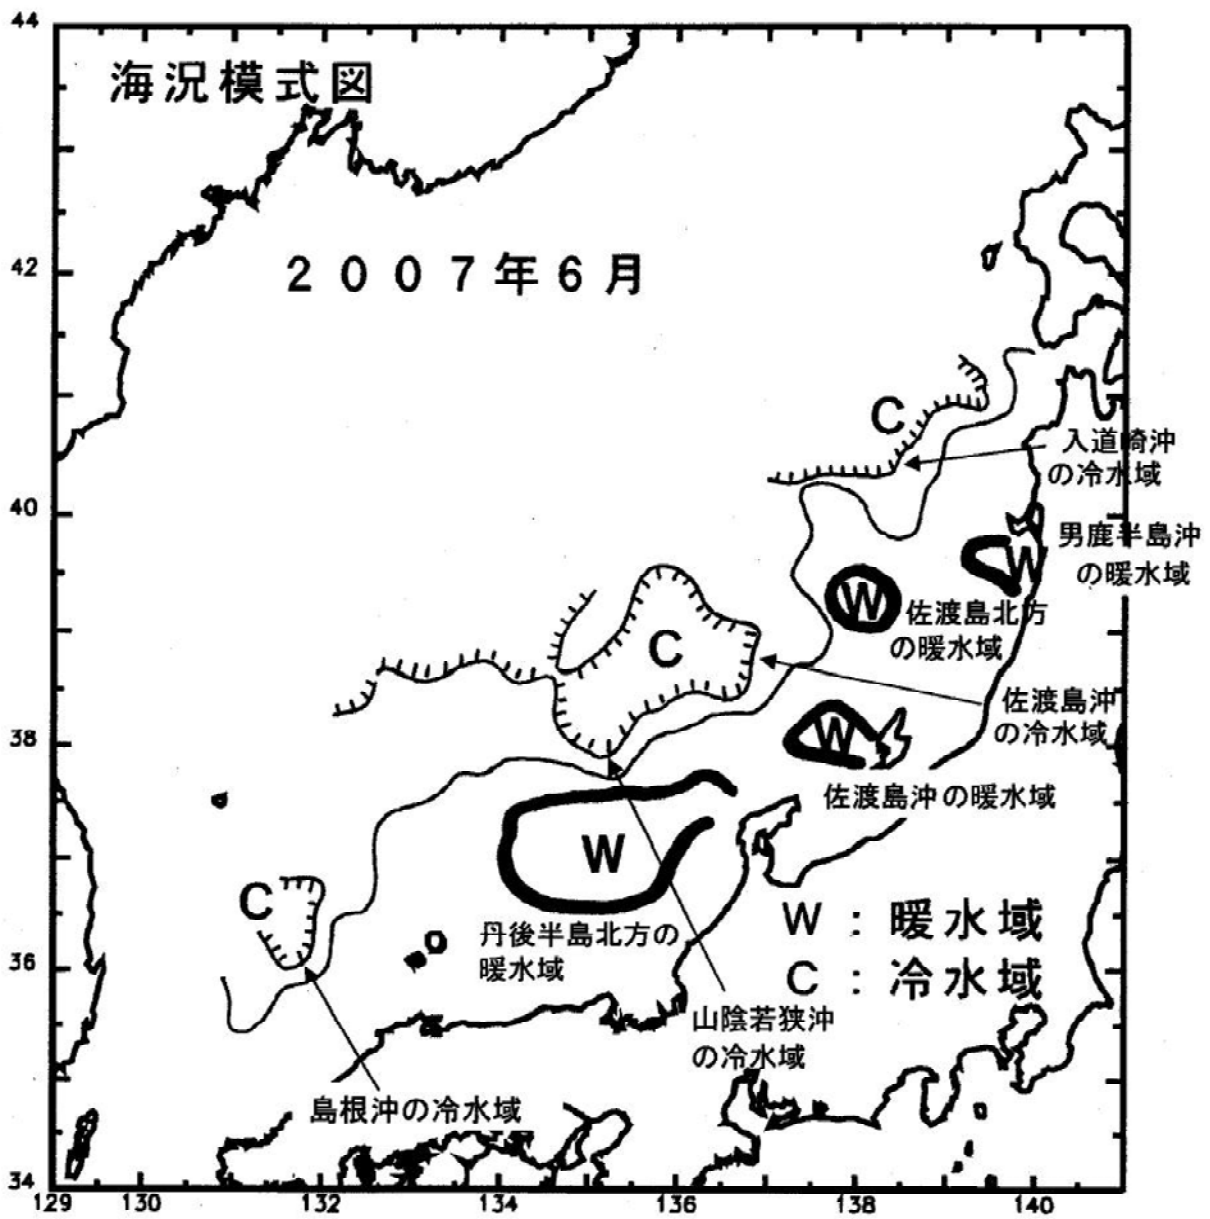 44
海況模式図
2007年6月
42
C
入道崎沖
の冷水域
40
男鹿半島沖
の暖水域
W
W
佐渡島北方
の暖水域
C
佐渡島沖
の冷水域
38
W
佐渡島沖の暖水域
W
C
W:暖水域
丹後半島北方の
暖水域
36
C:冷水域
山陰若狭沖
の冷水域
島根沖の冷水域
34
129 130 132 134 136 138 140